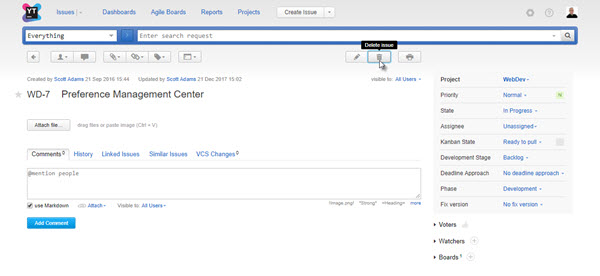 YT
Issues
Dashboards
Agile Boards
Reports
Projects
Create Issue
Everything
Enter search request
Delete issue
Created by Scott Adams 21 Sep 2016 15:44 Updated by Scott Adams 21 Dec 2017 15:02
visible to: All Users
WD-7 Preference Management Center
Attach file...
drag files or paste image (Ctrl + V)
Comments 0
History
Linked Issues
Similar Issues
VCS Changes 0
@mention people
use Markdown
Attach
Visible to: All Users
!image.png!
*Strong*
=Heading=
more
Add Comment
Project WebDev
Priority Normal N
State In Progress
Assignee Unassigned
Kanban State Ready to pull
Development Stage Backlog
Deadline Approach No deadline approach
Phase Development
Fix version No fix version
Voters
Watchers
Boards